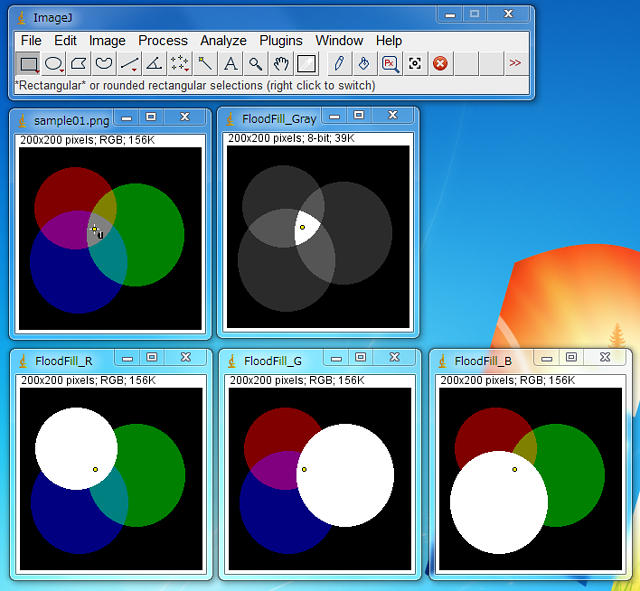 ImageJ
File Edit Image Process Analyze Plugins Window Help
A Px >>
*Rectangular* or rounded rectangular selections (right click to switch)
sample01.png
200x200 pixels; RGB; 156K
FloodFill_Gray
200x200 pixels; 8-bit; 39K
FloodFill_R
200x200 pixels; RGB; 156K
FloodFill_G
200x200 pixels; RGB; 156K
FloodFill_B
200x200 pixels; RGB; 156K